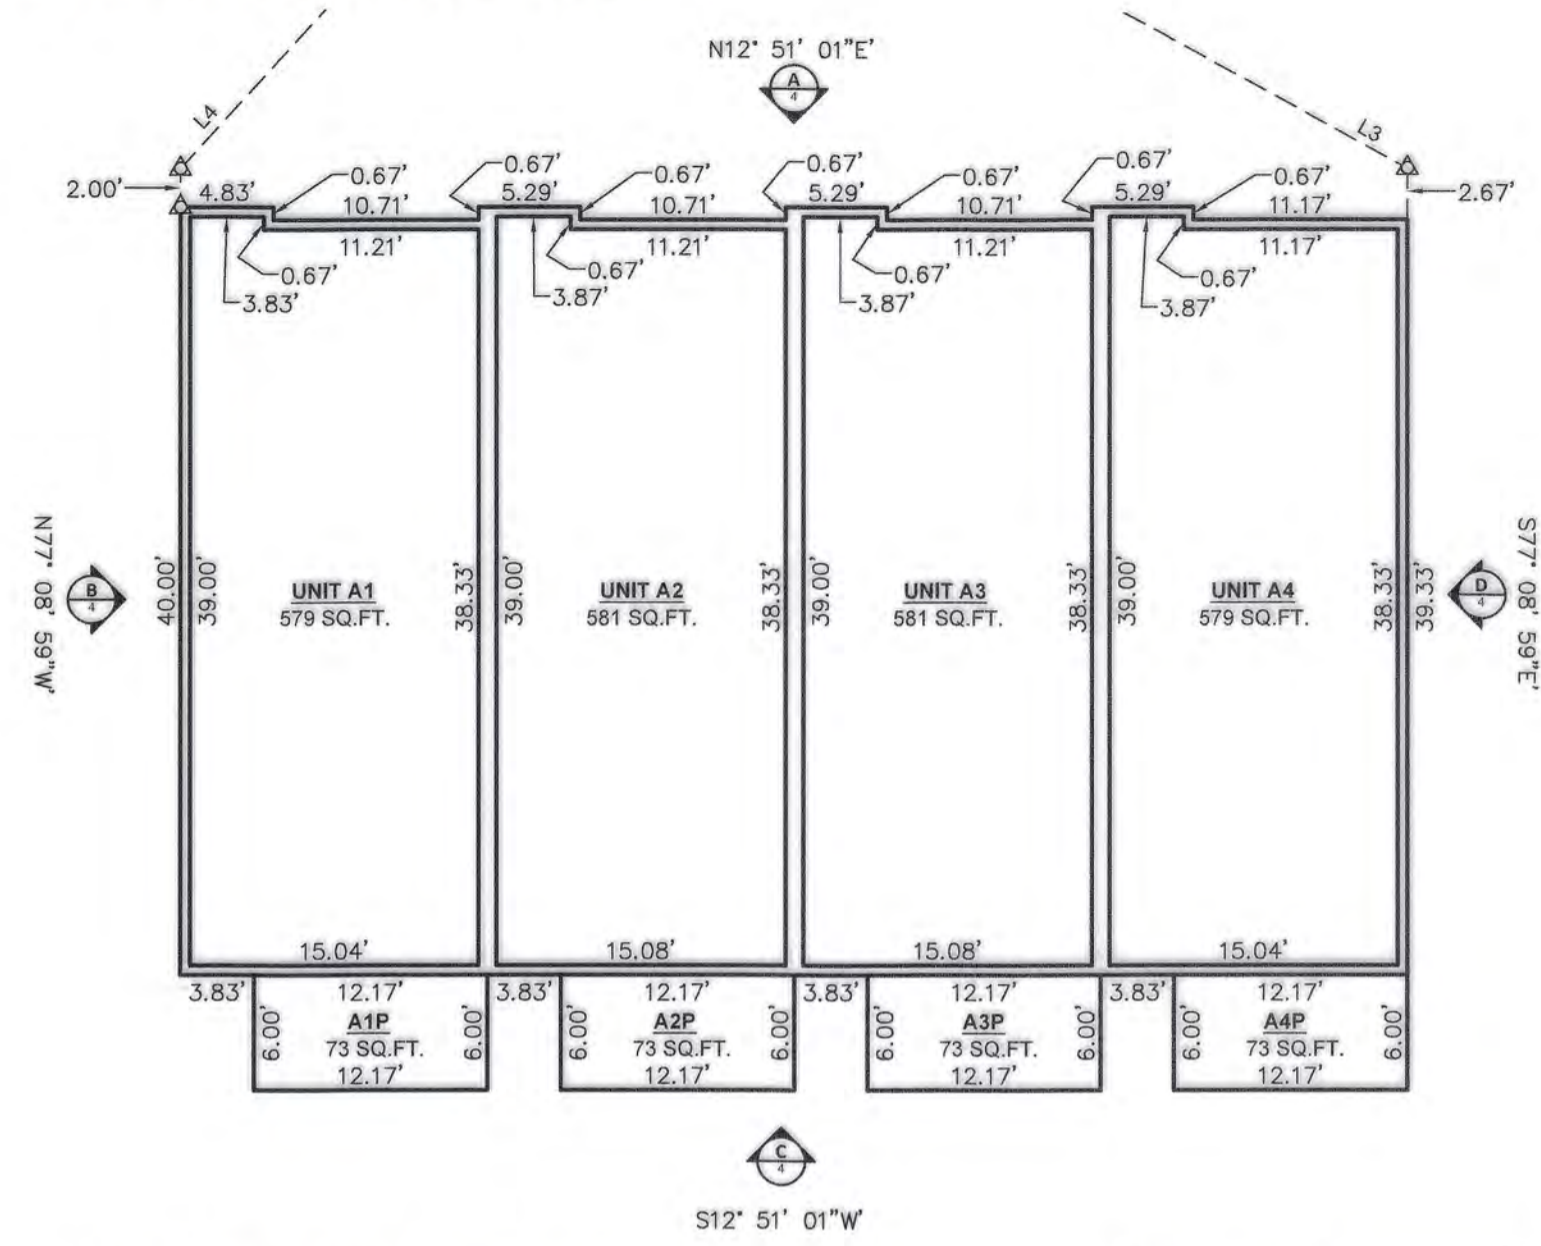 N12° 51' 01"E'
A
4
L4
L3
2.00'
4.83'
0.67'
10.71'
0.67'
5.29'
0.67'
10.71'
0.67'
5.29'
0.67'
10.71'
0.67'
5.29'
0.67'
11.17'
2.67'
11.21'
0.67'
3.83'
11.21'
0.67'
3.87'
11.21'
0.67'
3.87'
11.17'
0.67'
3.87'
N77° 08' 59"W'
B
4
40.00'
39.00'
UNIT A1
579 SQ.FT.
38.33'
39.00'
UNIT A2
581 SQ.FT.
38.33'
39.00'
UNIT A3
581 SQ.FT.
38.33'
39.00'
UNIT A4
579 SQ.FT.
38.33'
39.33'
D
4
S77° 08' 59"E'
15.04'
15.08'
15.08'
15.04'
3.83'
12.17'
3.83'
12.17'
3.83'
12.17'
3.83'
12.17'
6.00'
A1P
73 SQ.FT.
6.00'
12.17'
6.00'
A2P
73 SQ.FT.
6.00'
12.17'
6.00'
A3P
73 SQ.FT.
6.00'
12.17'
6.00'
A4P
73 SQ.FT.
6.00'
12.17'
C
4
S12° 51' 01"W'